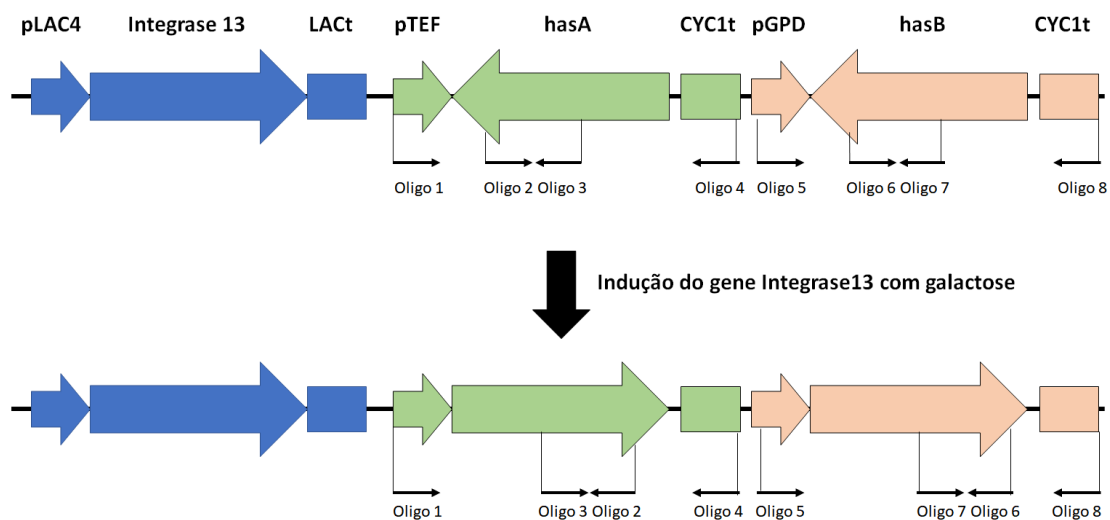 pLAC4 Integrase 13 LACt pTEF hasA CYC1t pGPD hasB CYC1t
Oligo 1 Oligo 2 Oligo 3 Oligo 4 Oligo 5 Oligo 6 Oligo 7 Oligo 8
Indução do gene Integrase13 com galactose
Oligo 1 Oligo 3 Oligo 2 Oligo 4 Oligo 5 Oligo 7 Oligo 6 Oligo 8